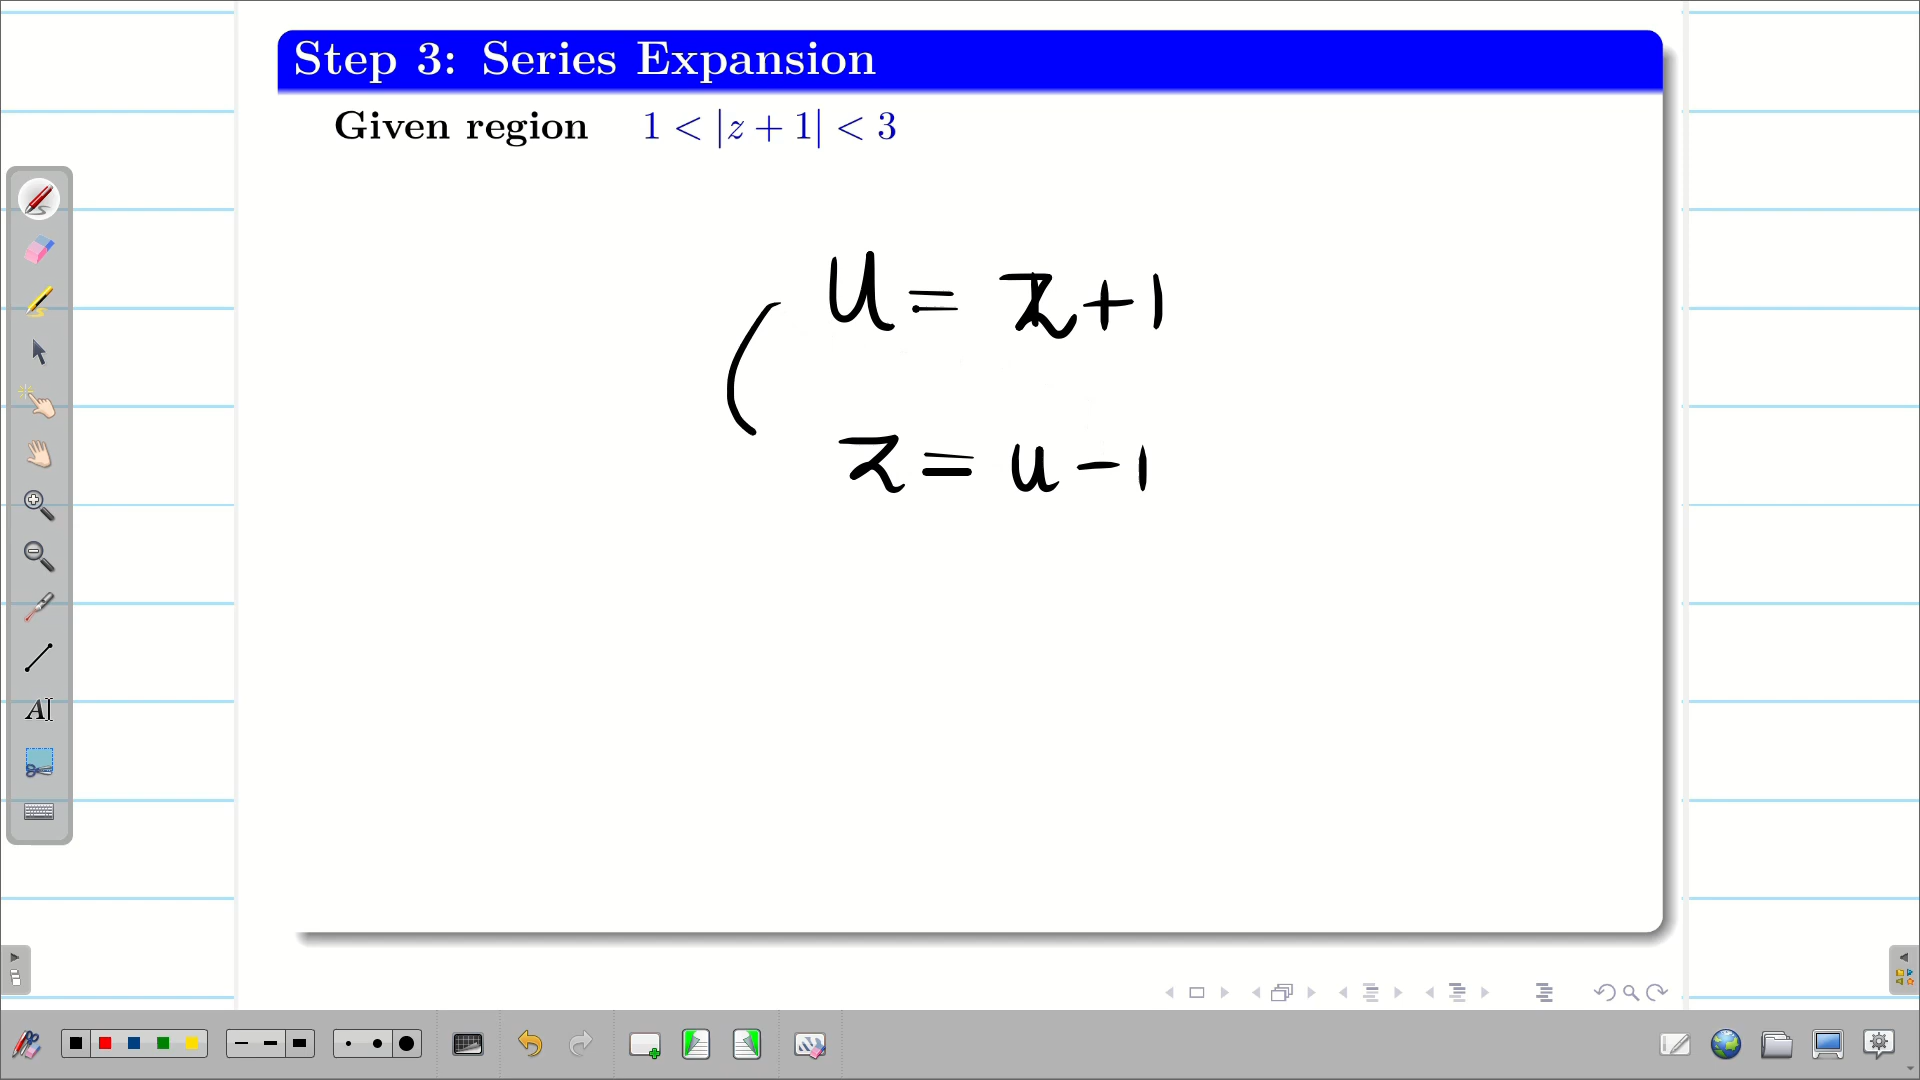 Step 3: Series Expansion
Given region 1 < |z + 1| < 3
U = z+1
z = u-1